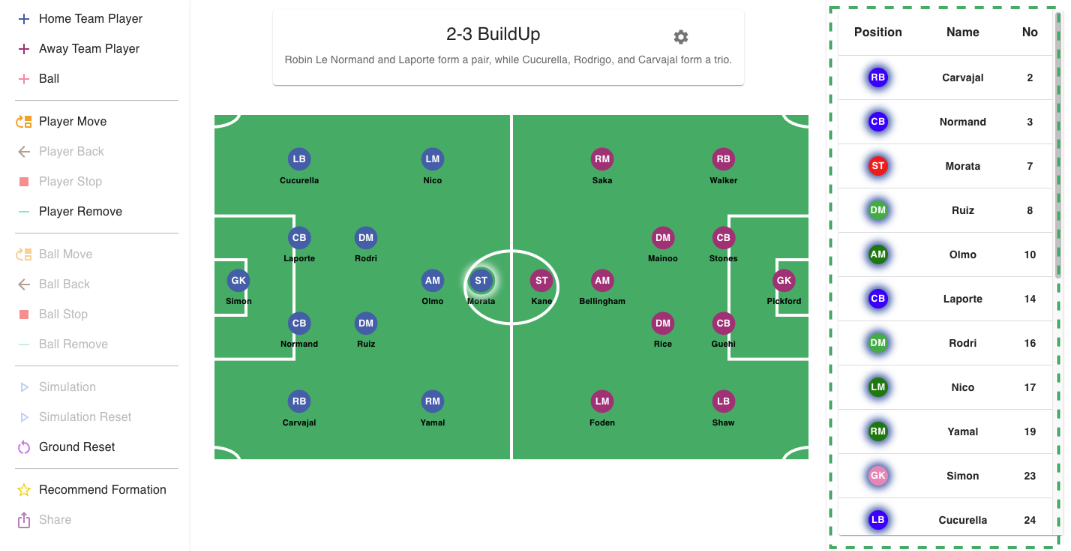 Home Team Player
Away Team Player
Ball
Player Move
Player Back
Player Stop
Player Remove
Ball Move
Ball Back
Ball Stop
Ball Remove
Simulation
Simulation Reset
Ground Reset
Recommend Formation
Share
2-3 BuildUp
Robin Le Normand and Laporte form a pair, while Cucurella, Rodrigo, and Carvajal form a trio.
LB LM RM RB
Cucurella Nico Saka Walker
CB DM DM CB
Laporte Rodri Mainoo Stones
GK AM ST ST AM GK
Simon Olmo Morata Kane Bellingham Pickford
CB DM DM CB
Normand Ruiz Rice Guehi
RB RM LM LB
Carvajal Yamal Foden Shaw
Position Name No
RB Carvajal 2
CB Normand 3
ST Morata 7
DM Ruiz 8
AM Olmo 10
CB Laporte 14
DM Rodri 16
LM Nico 17
RM Yamal 19
GK Simon 23
LB Cucurella 24